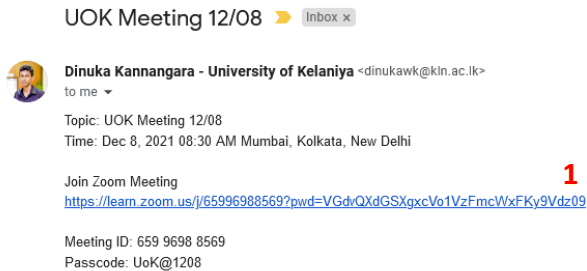 UOK Meeting 12/08 Inbox x
Dinuka Kannangara - University of Kelaniya <dinukawk@kln.ac.lk>
to me
Topic: UOK Meeting 12/08
Time: Dec 8, 2021 08:30 AM Mumbai, Kolkata, New Delhi
1
Join Zoom Meeting
https://learn.zoom.us/j/65996988569?pwd=VGdvQXdGSXgxcVo1VzFmcWxFKy9Vdz09
Meeting ID: 659 9698 8569
Passcode: UoK@1208